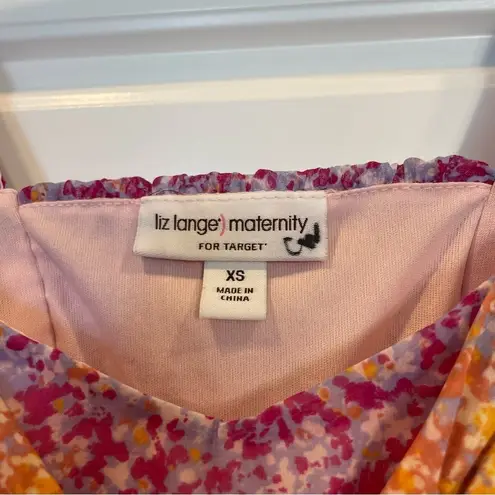 liz lange) maternity
FOR TARGET
XS
MADE IN
CHINA